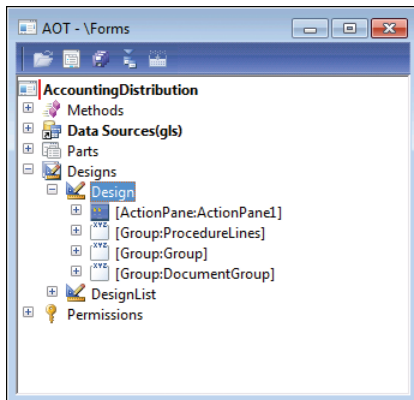 AOT - \Forms
AccountingDistribution
Methods
Data Sources(gls)
Parts
Designs
Design
[ActionPane:ActionPane1]
[Group:ProcedureLines]
[Group:Group]
[Group:DocumentGroup]
DesignList
Permissions